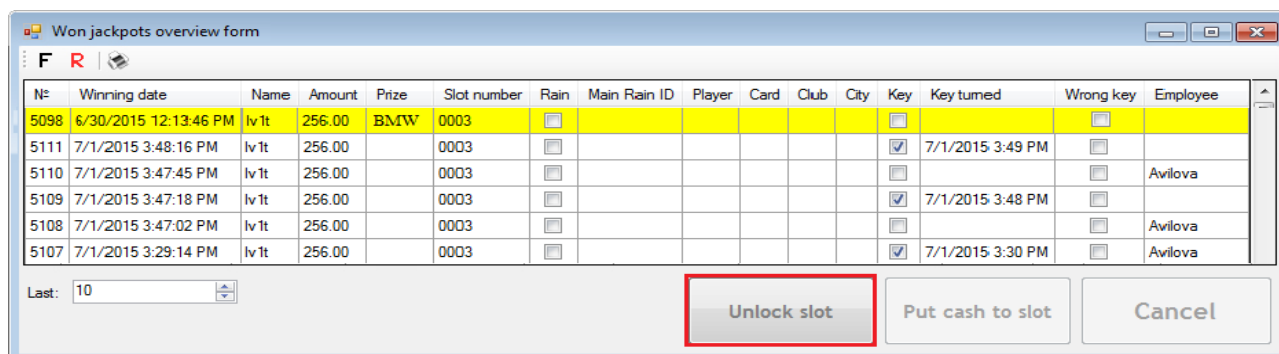 Won jackpots overview form
F R
№ Winning date Name Amount Prize Slot number Rain Main Rain ID Player Card Club City Key Key turned Wrong key Employee
5098 6/30/2015 12:13:46 PM lv1t 256.00 BMW 0003
5111 7/1/2015 3:48:16 PM lv1t 256.00 0003 7/1/2015 3:49 PM
5110 7/1/2015 3:47:45 PM lv1t 256.00 0003 Avilova
5109 7/1/2015 3:47:18 PM lv1t 256.00 0003 7/1/2015 3:48 PM
5108 7/1/2015 3:47:02 PM lv1t 256.00 0003 Avilova
5107 7/1/2015 3:29:14 PM lv1t 256.00 0003 7/1/2015 3:30 PM Avilova
Last: 10
Unlock slot Put cash to slot Cancel